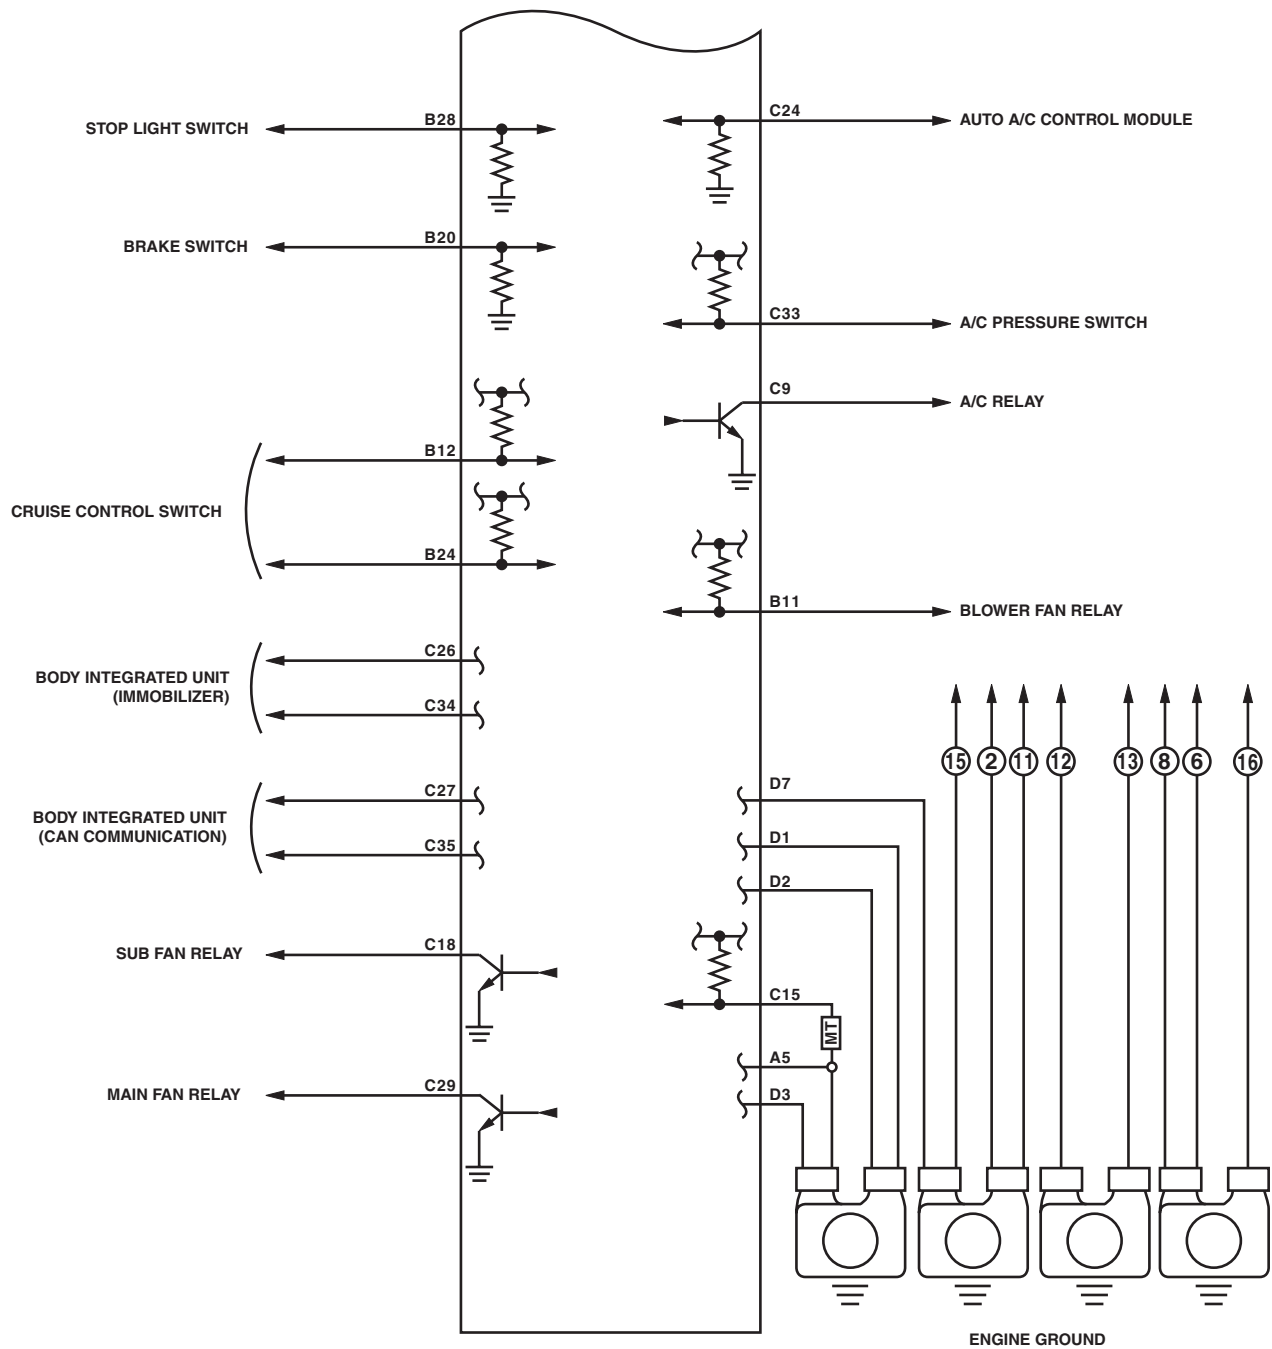 B28
STOP LIGHT SWITCH
C24
AUTO A/C CONTROL MODULE
B20
BRAKE SWITCH
C33
A/C PRESSURE SWITCH
C9
A/C RELAY
B12
CRUISE CONTROL SWITCH
B24
B11
BLOWER FAN RELAY
C26
BODY INTEGRATED UNIT
(IMMOBILIZER)
C34
15 2 11 12 13 8 6 16
C27
BODY INTEGRATED UNIT
(CAN COMMUNICATION)
C35
D7
D1
D2
C18
SUB FAN RELAY
C15
MT
A5
C29
MAIN FAN RELAY
D3
ENGINE GROUND